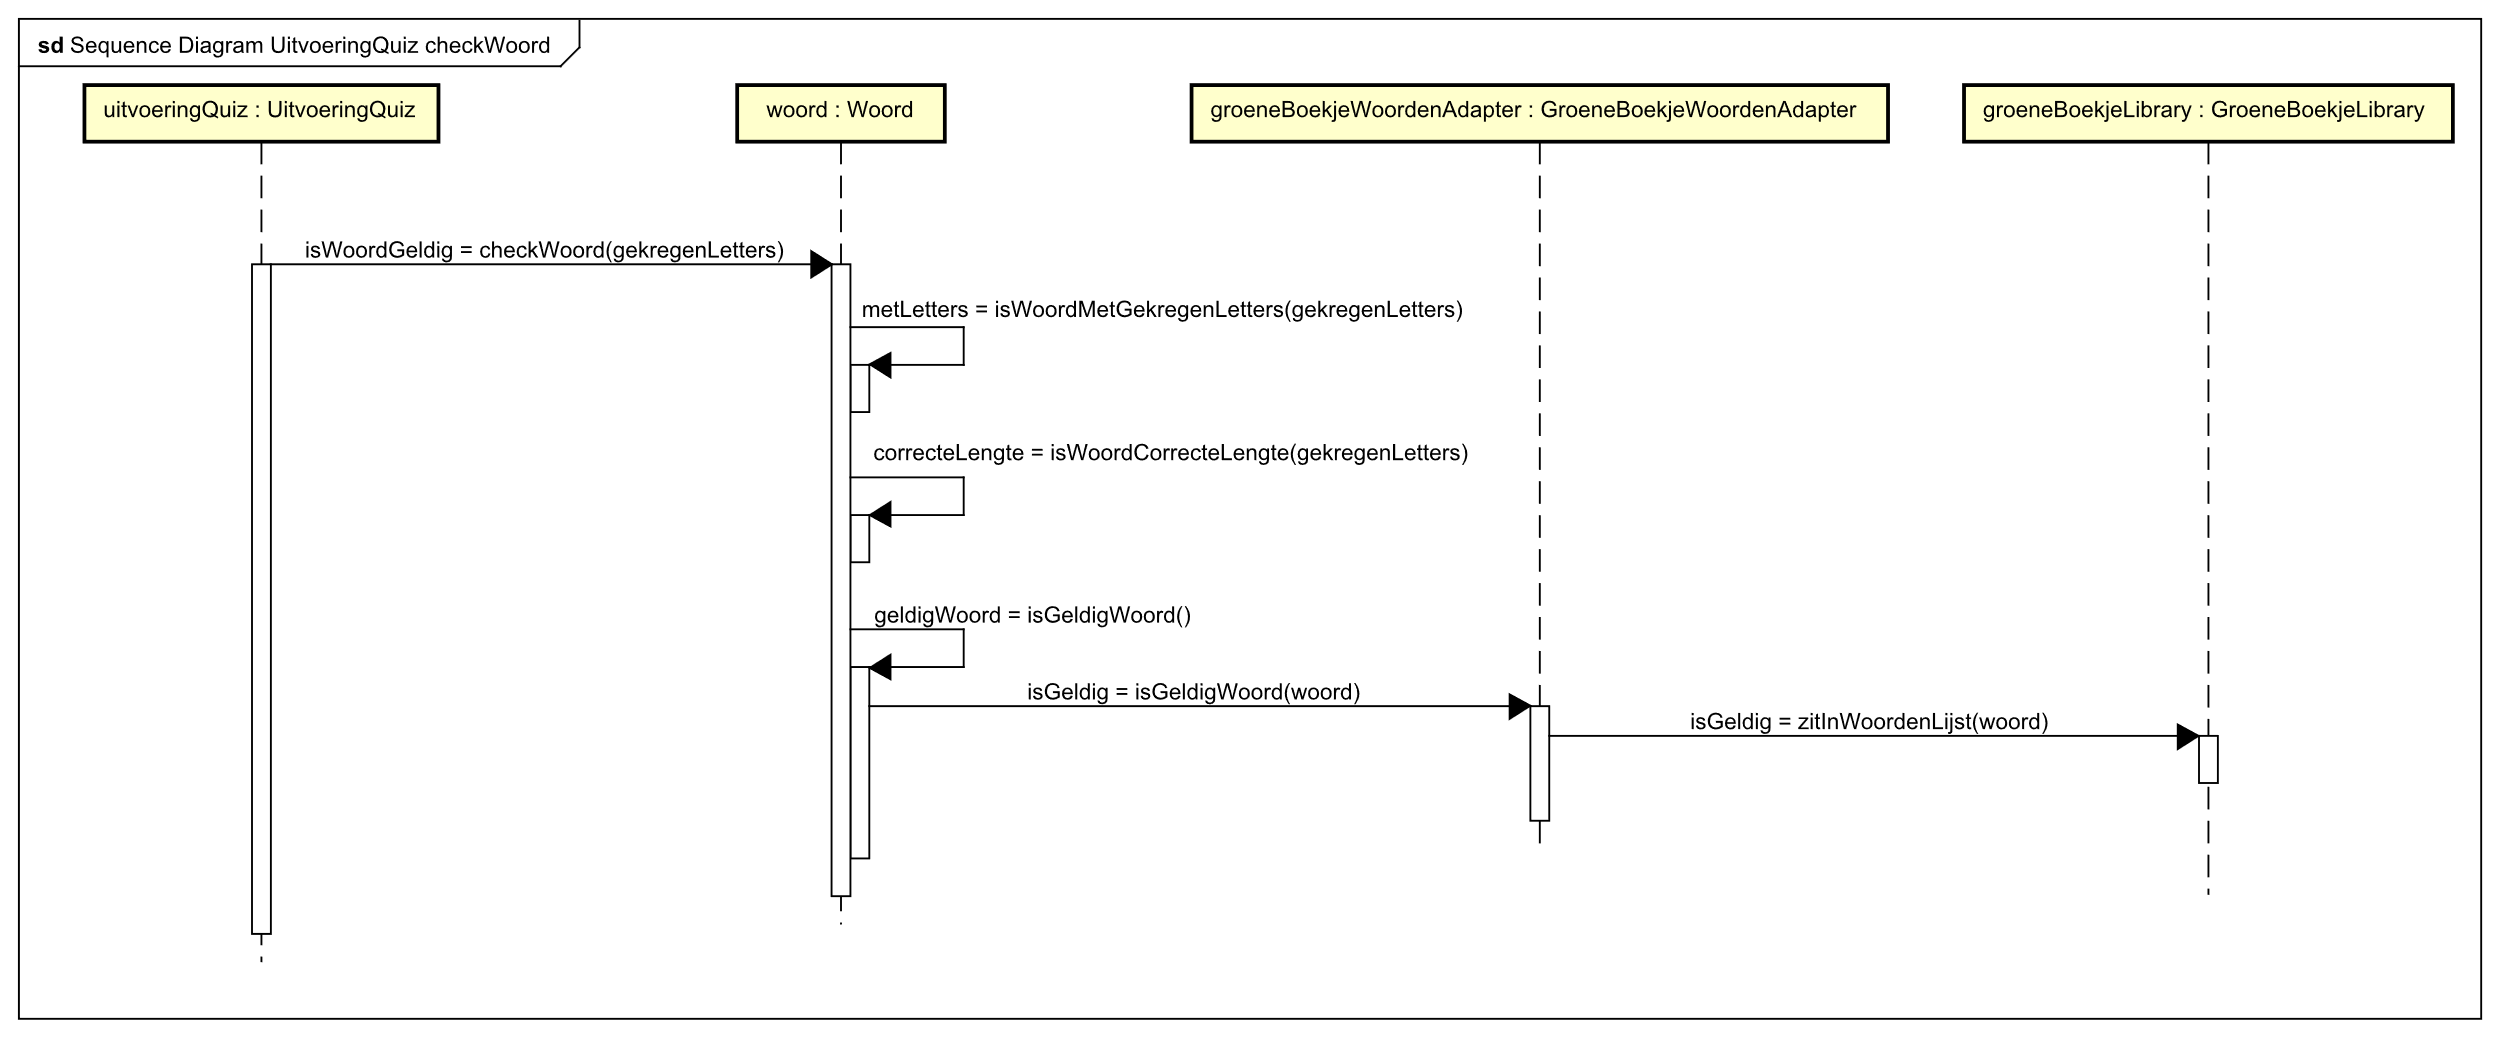 sd Sequence Diagram UitvoeringQuiz checkWoord
uitvoeringQuiz : UitvoeringQuiz
woord : Woord
groeneBoekjeWoordenAdapter : GroeneBoekjeWoordenAdapter
groeneBoekjeLibrary : GroeneBoekjeLibrary
isWoordGeldig = checkWoord(gekregenLetters)
metLetters = isWoordMetGekregenLetters(gekregenLetters)
correcteLengte = isWoordCorrecteLengte(gekregenLetters)
geldigWoord = isGeldigWoord()
isGeldig = isGeldigWoord(woord)
isGeldig = zitInWoordenLijst(woord)